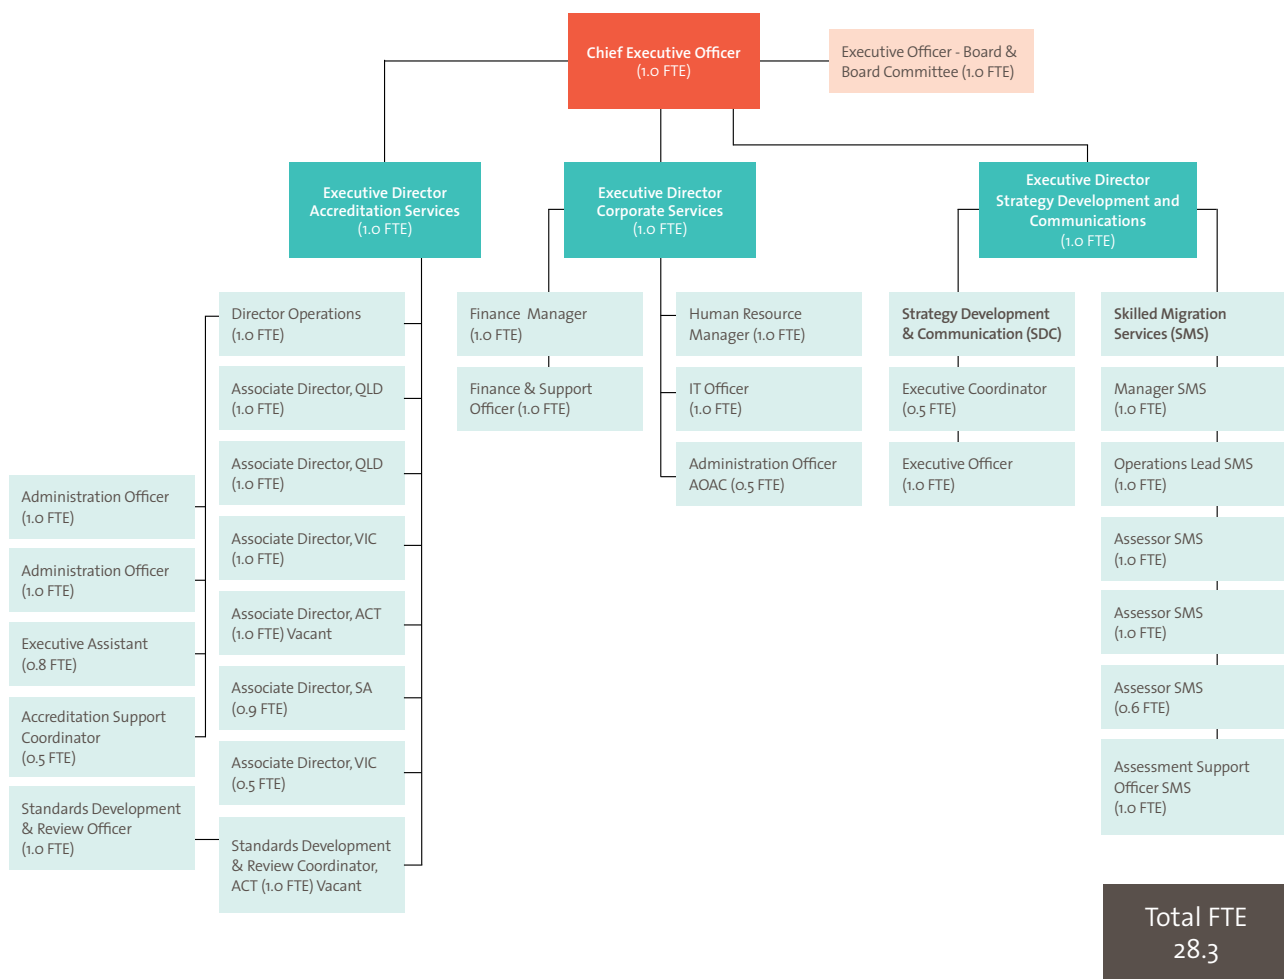 Chief Executive Officer
(1.0 FTE)
Executive Officer - Board &
Board Committee (1.0 FTE)
Executive Director
Accreditation Services
(1.0 FTE)
Executive Director
Corporate Services
(1.0 FTE)
Executive Director
Strategy Development and
Communications
(1.0 FTE)
Director Operations
(1.0 FTE)
Associate Director, QLD
(1.0 FTE)
Associate Director, QLD
(1.0 FTE)
Associate Director, VIC
(1.0 FTE)
Associate Director, ACT
(1.0 FTE) Vacant
Associate Director, SA
(0.9 FTE)
Associate Director, VIC
(0.5 FTE)
Standards Development
& Review Coordinator,
ACT (1.0 FTE) Vacant
Administration Officer
(1.0 FTE)
Administration Officer
(1.0 FTE)
Executive Assistant
(0.8 FTE)
Accreditation Support
Coordinator
(0.5 FTE)
Standards Development
& Review Officer
(1.0 FTE)
Finance Manager
(1.0 FTE)
Finance & Support
Officer (1.0 FTE)
Human Resource
Manager (1.0 FTE)
IT Officer
(1.0 FTE)
Administration Officer
AOAC (0.5 FTE)
Strategy Development
& Communication (SDC)
Executive Coordinator
(0.5 FTE)
Executive Officer
(1.0 FTE)
Skilled Migration
Services (SMS)
Manager SMS
(1.0 FTE)
Operations Lead SMS
(1.0 FTE)
Assessor SMS
(1.0 FTE)
Assessor SMS
(1.0 FTE)
Assessor SMS
(0.6 FTE)
Assessment Support
Officer SMS
(1.0 FTE)
Total FTE
28.3